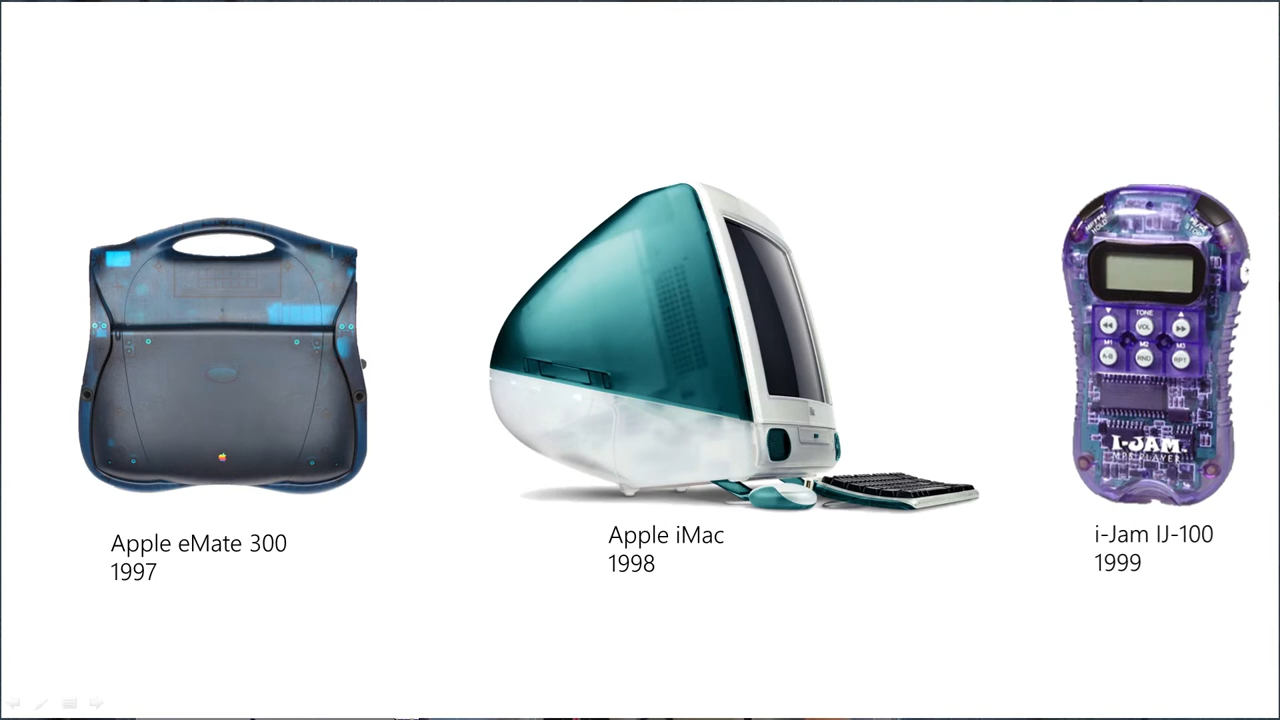 Apple eMate 300
1997
Apple iMac
1998
i-Jam IJ-100
1999
HOLD
TONE
VOL
M1
M2
M3
A-B
RND
RPT
I-JAM
MP3 PLAYER